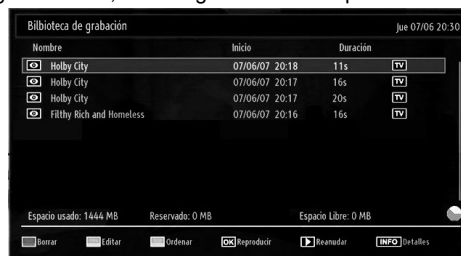 Bilbioteca de grabación Jue 07/06 20:30
Nombre Inicio Duración
Holby City 07/06/07 20:18 11s TV
Holby City 07/06/07 20:17 16s TV
Holby City 07/06/07 20:17 20s TV
Filthy Rich and Homeless 07/06/07 20:16 16s TV
Espacio usado: 1444 MB Reservado: 0 MB Espacio Libre: 0 MB
Borrar Editar Ordenar OK Reproducir Reanudar INFO Detalles